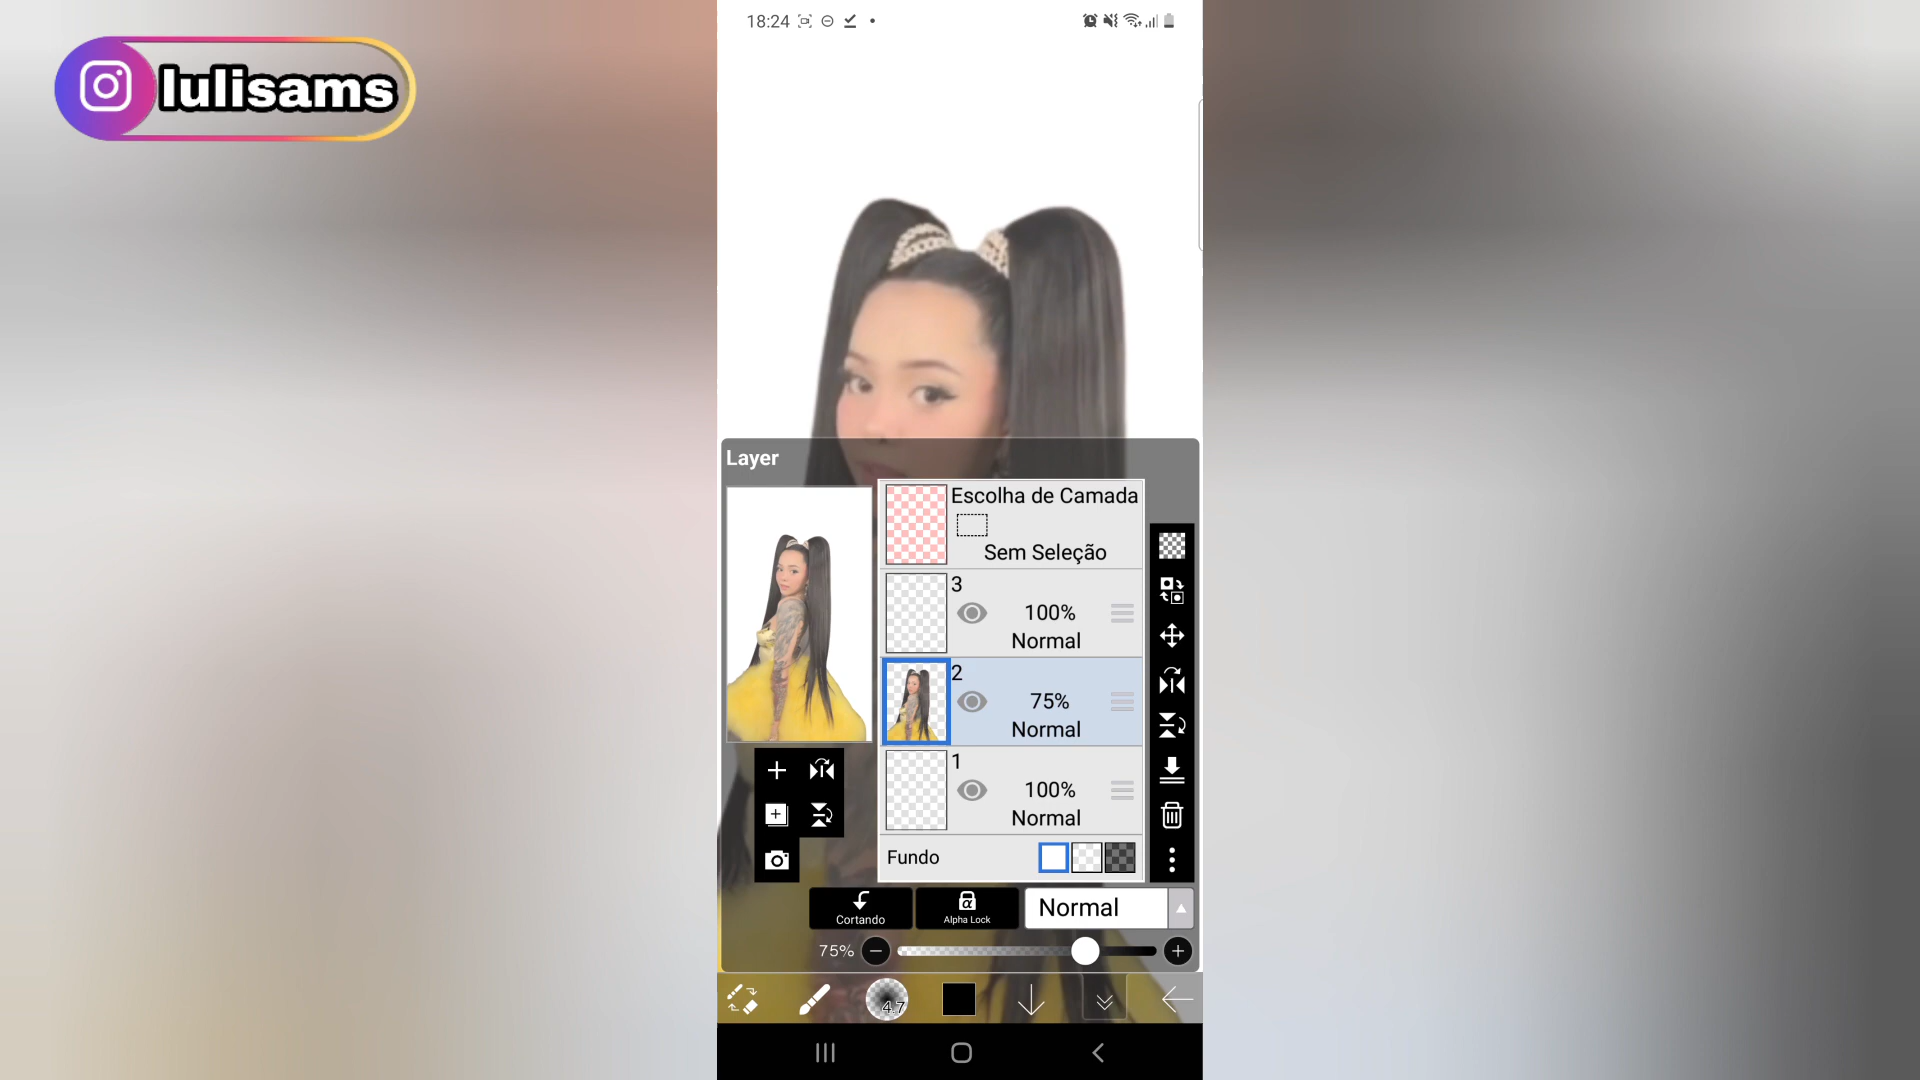 lulisams
18:24
Layer
Escolha de Camada
Sem Seleção
3
100%
Normal
2
75%
Normal
1
100%
Normal
Fundo
Cortando
α
Alpha Lock
Normal
75%
4.7